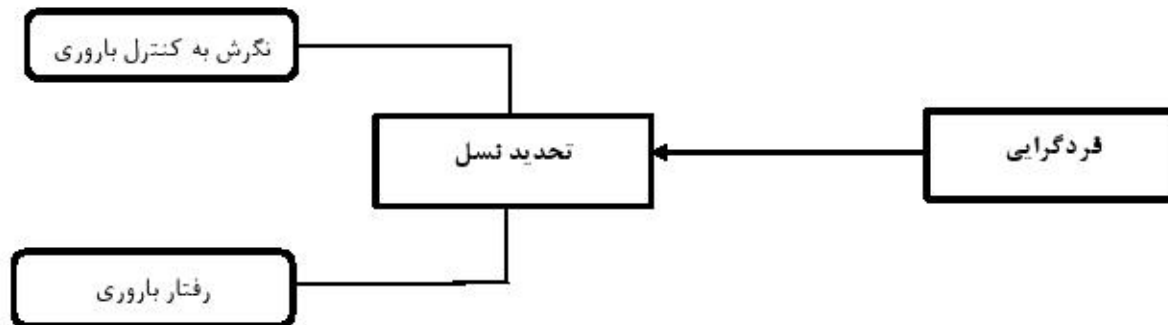 نگرش به کنترل باروری
تحدید نسل
فردگرایی
رفتار باروری